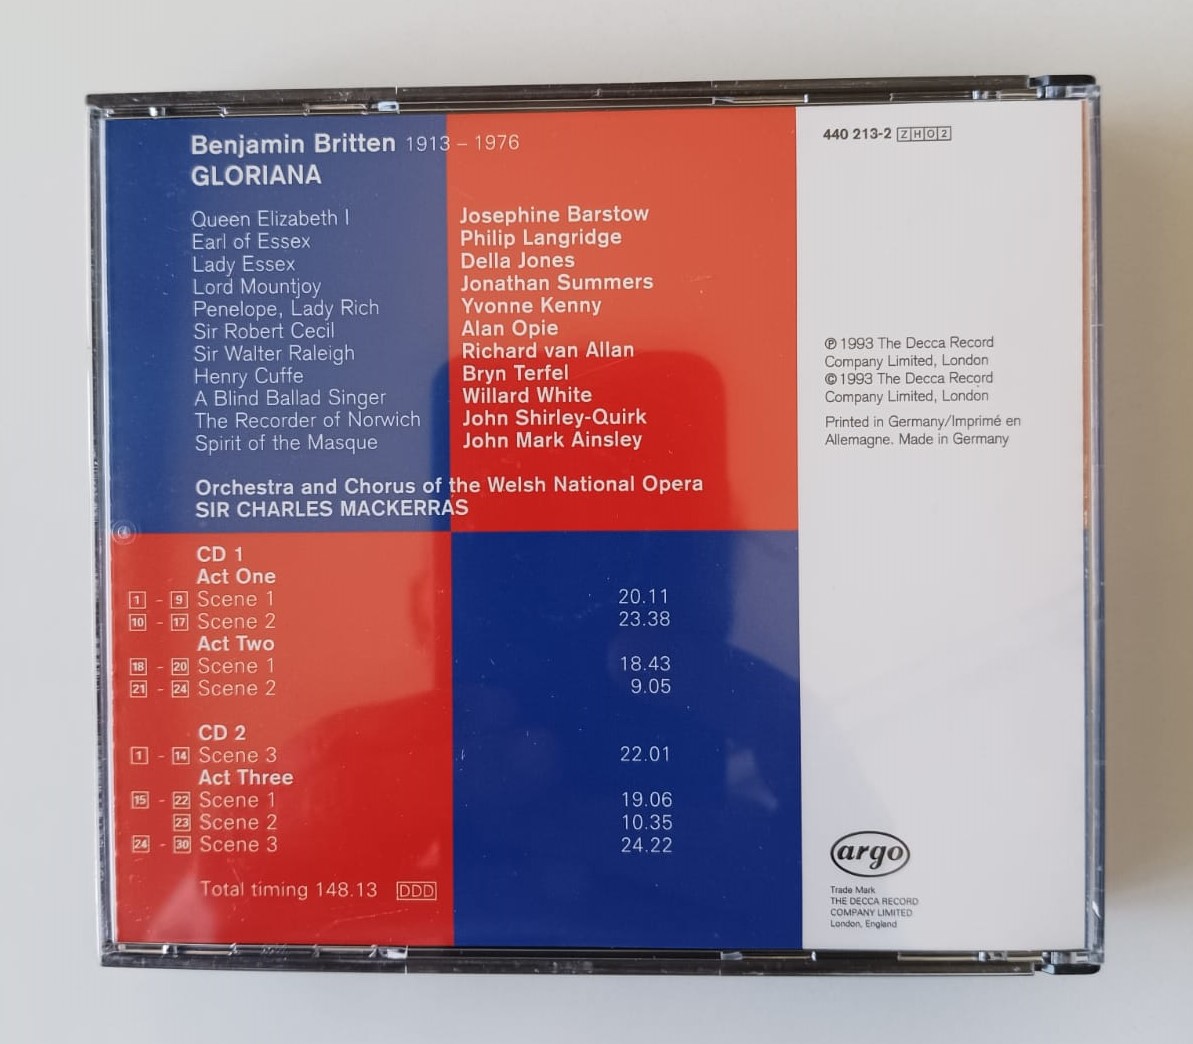 Benjamin Britten 1913 – 1976
GLORIANA
Queen Elizabeth I Josephine Barstow
Earl of Essex Philip Langridge
Lady Essex Della Jones
Lord Mountjoy Jonathan Summers
Penelope, Lady Rich Yvonne Kenny
Sir Robert Cecil Alan Opie
Sir Walter Raleigh Richard van Allan
Henry Cuffe Bryn Terfel
A Blind Ballad Singer Willard White
The Recorder of Norwich John Shirley-Quirk
Spirit of the Masque John Mark Ainsley
Orchestra and Chorus of the Welsh National Opera
SIR CHARLES MACKERRAS
CD 1
Act One
1 - 9 Scene 1 20.11
10 - 17 Scene 2 23.38
Act Two
18 - 20 Scene 1 18.43
21 - 24 Scene 2 9.05
CD 2
1 - 14 Scene 3 22.01
Act Three
15 - 22 Scene 1 19.06
23 Scene 2 10.35
24 - 30 Scene 3 24.22
Total timing 148.13 DDD
440 213-2 ZHO2
℗ 1993 The Decca Record
Company Limited, London
© 1993 The Decca Record
Company Limited, London
Printed in Germany/Imprimé en
Allemagne. Made in Germany
argo
Trade Mark
THE DECCA RECORD
COMPANY LIMITED
London, England